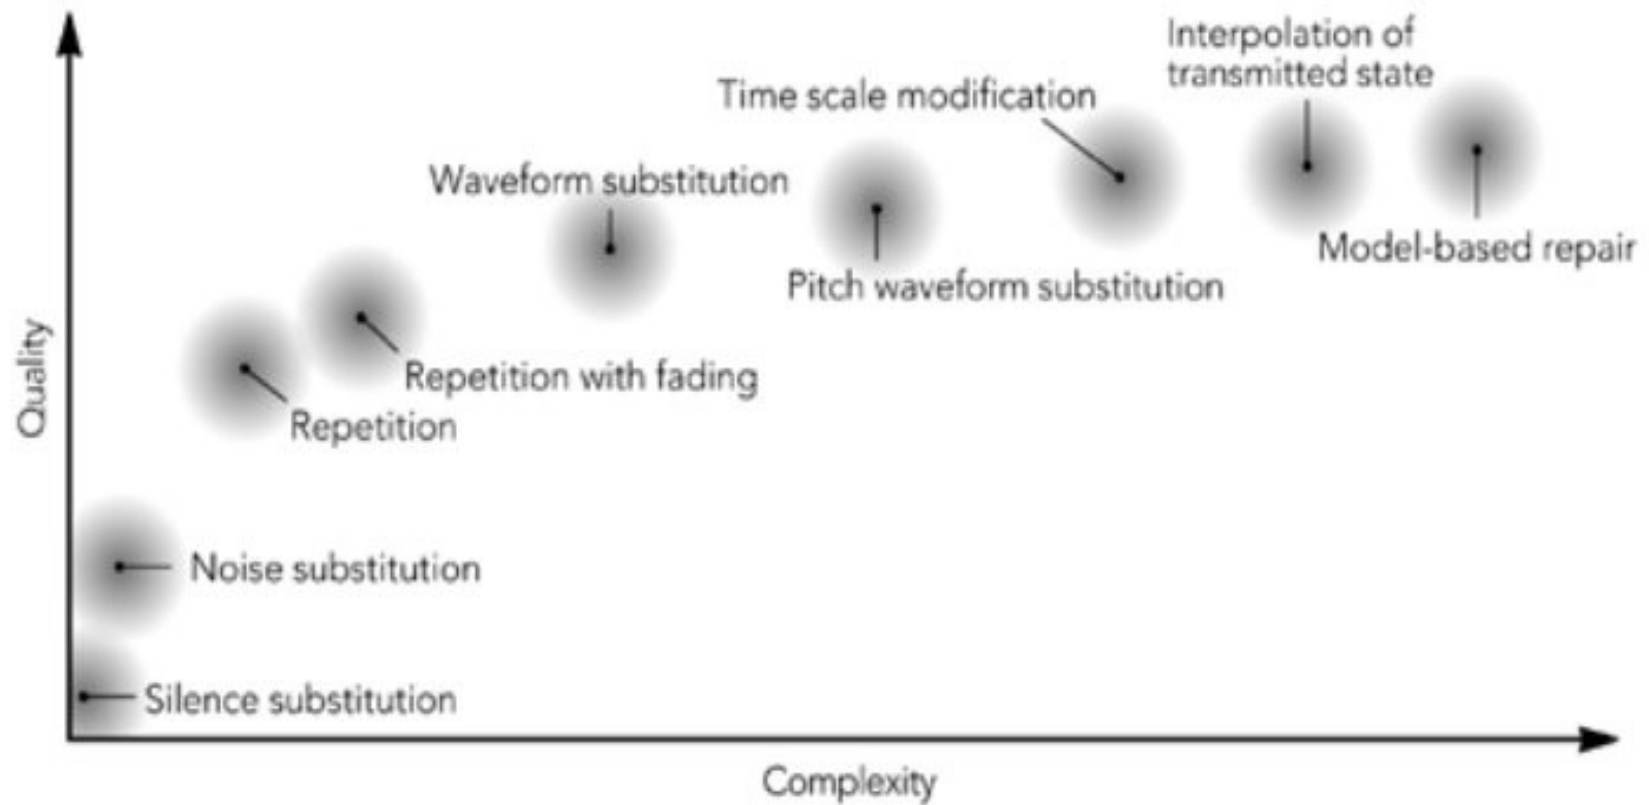 Interpolation of
transmitted state
Time scale modification
Waveform substitution
Model-based repair
Pitch waveform substitution
Repetition with fading
Repetition
Quality
Noise substitution
Silence substitution
Complexity